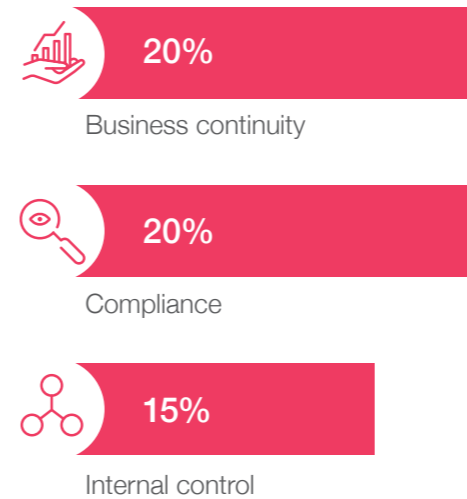 20%
Business continuity
20%
Compliance
15%
Internal control